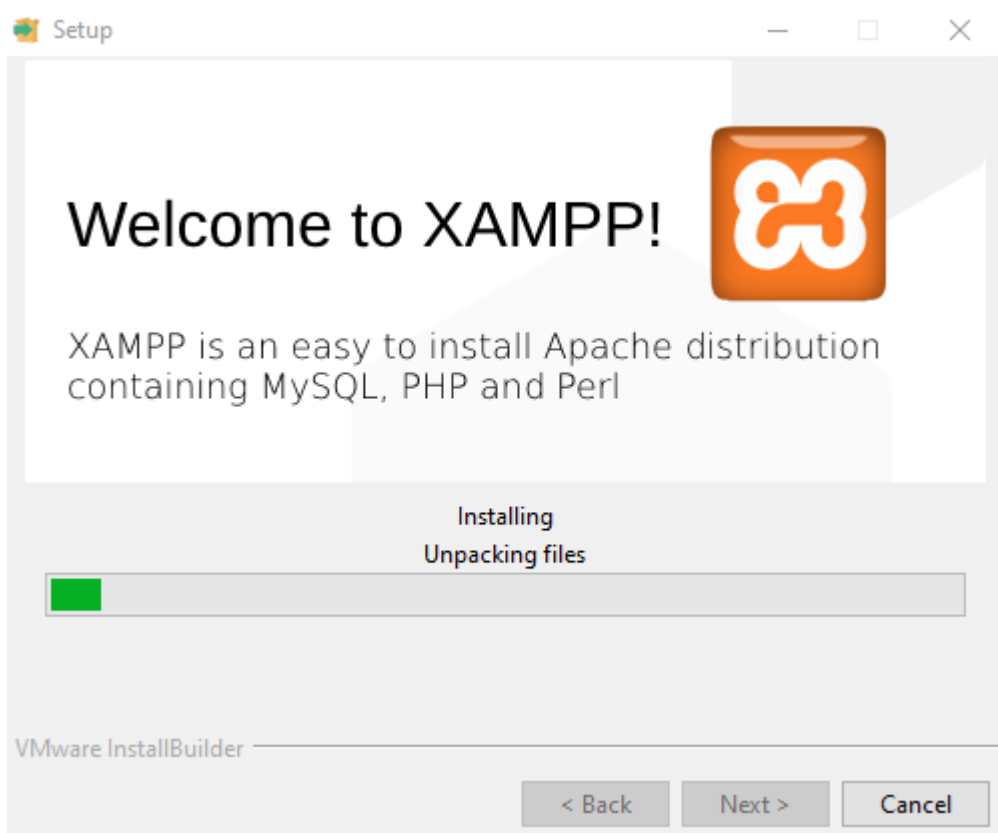 Setup
Welcome to XAMPP!
XAMPP is an easy to install Apache distribution
containing MySQL, PHP and Perl
Installing
Unpacking files
VMware InstallBuilder
< Back Next > Cancel